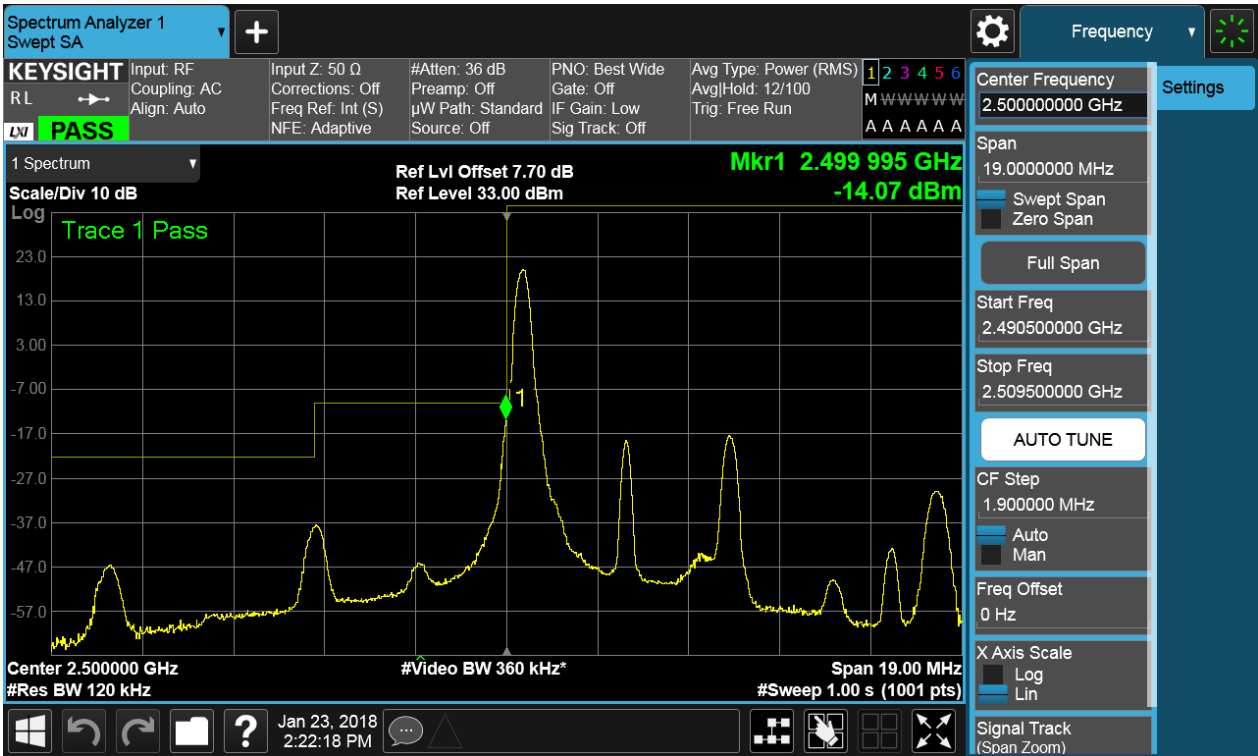 Spectrum Analyzer 1
Swept SA
+
Frequency
KEYSIGHT
R L
LXI PASS
Input: RF
Coupling: AC
Align: Auto
Input Z: 50 Ω
Corrections: Off
Freq Ref: Int (S)
NFE: Adaptive
#Atten: 36 dB
Preamp: Off
µW Path: Standard
Source: Off
PNO: Best Wide
Gate: Off
IF Gain: Low
Sig Track: Off
Avg Type: Power (RMS)
Avg|Hold: 12/100
Trig: Free Run
1 2 3 4 5 6
M W W W W W
A A A A A A
1 Spectrum
Scale/Div 10 dB
Ref Lvl Offset 7.70 dB
Ref Level 33.00 dBm
Mkr1 2.499 995 GHz
-14.07 dBm
Log
Trace 1 Pass
23.0
13.0
3.00
-7.00
-17.0
-27.0
-37.0
-47.0
-57.0
1
Center 2.500000 GHz
#Res BW 120 kHz
#Video BW 360 kHz*
Span 19.00 MHz
#Sweep 1.00 s (1001 pts)
Center Frequency
2.500000000 GHz
Span
19.0000000 MHz
Swept Span
Zero Span
Full Span
Start Freq
2.490500000 GHz
Stop Freq
2.509500000 GHz
AUTO TUNE
CF Step
1.900000 MHz
Auto
Man
Freq Offset
0 Hz
X Axis Scale
Log
Lin
Signal Track
(Span Zoom)
Settings
?
Jan 23, 2018
2:22:18 PM